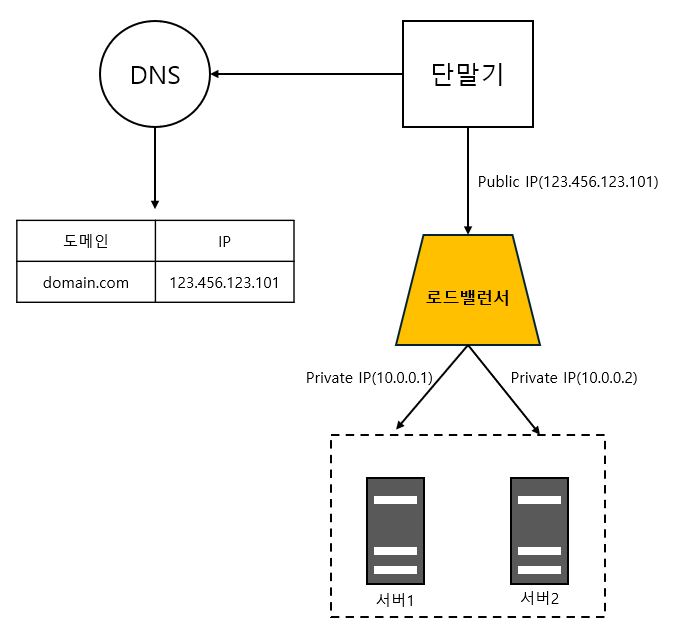 DNS
단말기
Public IP(123.456.123.101)
도메인
IP
domain.com
123.456.123.101
로드밸런서
Private IP(10.0.0.1)
Private IP(10.0.0.2)
서버1
서버2